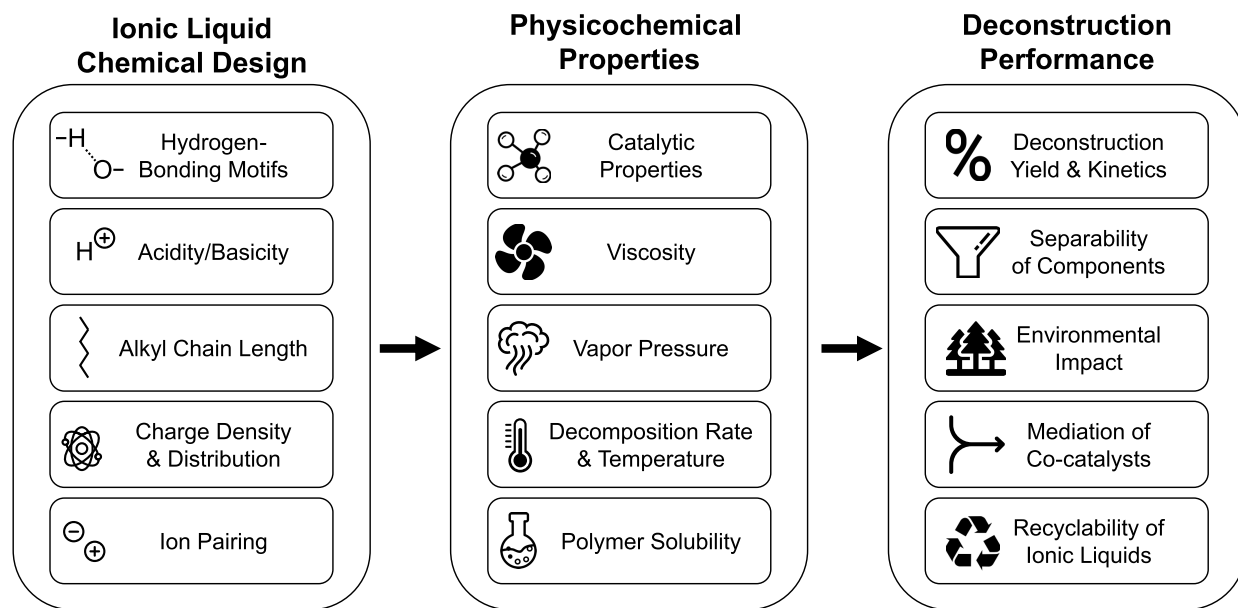 Ionic Liquid
Chemical Design
–H
O–
Hydrogen-
Bonding Motifs
H+
Acidity/Basicity
Alkyl Chain Length
Charge Density
& Distribution
−
+
Ion Pairing
Physicochemical
Properties
Catalytic
Properties
Viscosity
Vapor Pressure
Decomposition Rate
& Temperature
Polymer Solubility
Deconstruction
Performance
%
Deconstruction
Yield & Kinetics
Separability
of Components
Environmental
Impact
Mediation of
Co-catalysts
Recyclability of
Ionic Liquids